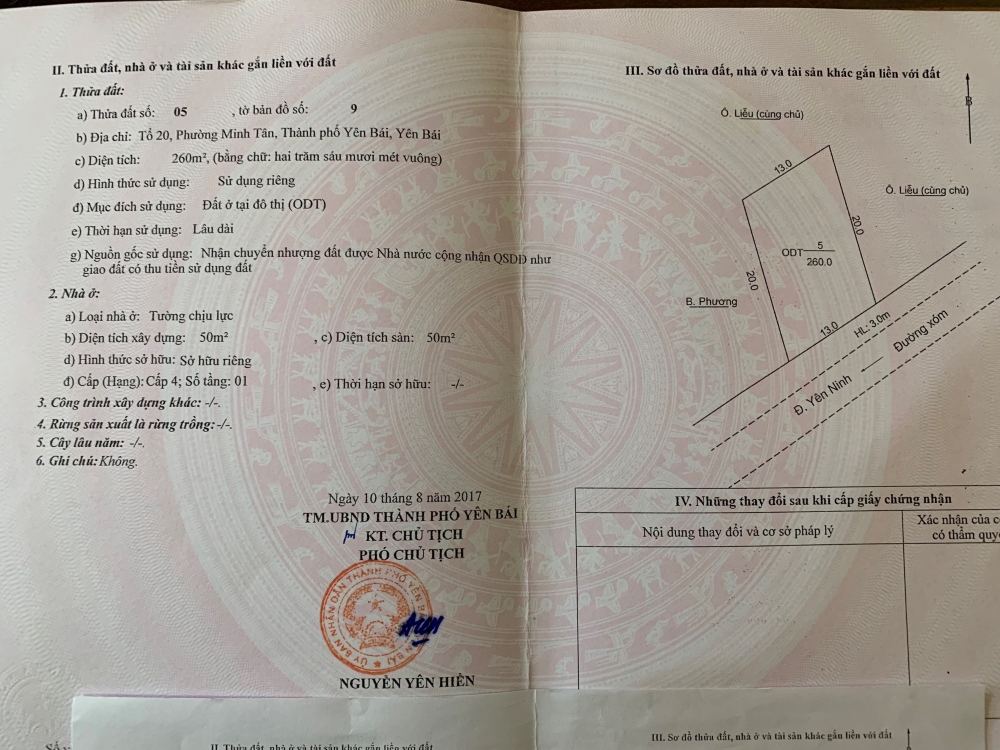 II. Thửa đất, nhà ở và tài sản khác gắn liền với đất
1. Thửa đất:
a) Thửa đất số: 05 , tờ bản đồ số: 9
b) Địa chỉ: Tổ 20, Phường Minh Tân, Thành phố Yên Bái, Yên Bái
c) Diện tích: 260m², (bằng chữ: hai trăm sáu mươi mét vuông)
d) Hình thức sử dụng: Sử dụng riêng
đ) Mục đích sử dụng: Đất ở tại đô thị (ODT)
e) Thời hạn sử dụng: Lâu dài
g) Nguồn gốc sử dụng: Nhận chuyển nhượng đất được Nhà nước công nhận QSDĐ như
giao đất có thu tiền sử dụng đất
2. Nhà ở:
a) Loại nhà ở: Tường chịu lực
b) Diện tích xây dựng: 50m² , c) Diện tích sàn: 50m²
d) Hình thức sở hữu: Sở hữu riêng
đ) Cấp (Hạng): Cấp 4; Số tầng: 01 , e) Thời hạn sở hữu: -/-
3. Công trình xây dựng khác: -/-.
4. Rừng sản xuất là rừng trồng: -/-.
5. Cây lâu năm: -/-.
6. Ghi chú: Không.
Ngày 10 tháng 8 năm 2017
TM.UBND THÀNH PHỐ YÊN BÁI
KT. CHỦ TỊCH
PHÓ CHỦ TỊCH
ỦY BAN NHÂN DÂN THÀNH PHỐ YÊN BÁI
NGUYỄN YÊN HIỀN
III. Sơ đồ thửa đất, nhà ở và tài sản khác gắn liền với đất
B
Ô. Liễu (cùng chủ)
13.0
Ô. Liễu (cùng chủ)
20.0
ODT 5
260.0
20.0
B. Phương
13.0
HL: 3.0m
Đường xóm
Đ. Yên Ninh
IV. Những thay đổi sau khi cấp giấy chứng nhận
Nội dung thay đổi và cơ sở pháp lý
Xác nhận của c
có thẩm quy
II. Thửa đất, nhà ở và tài sản khác gắn liền với đất
III. Sơ đồ thửa đất, nhà ở và tài sản khác gắn liền với đất